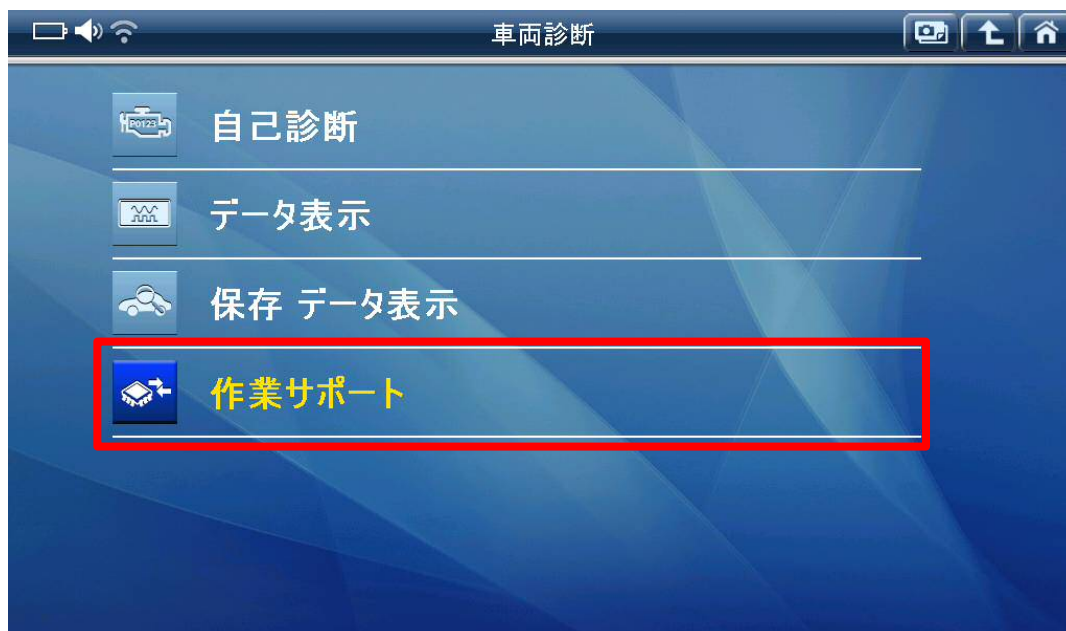 車両診断
P0123
自己診断
データ表示
保存 データ表示
作業サポート